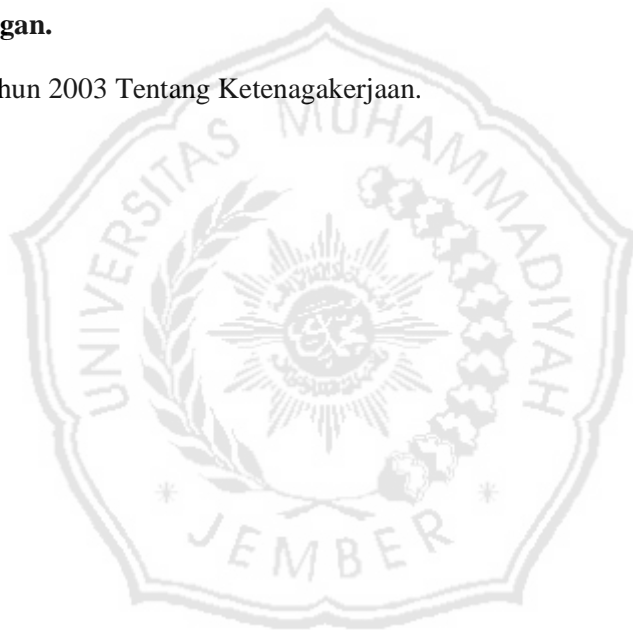 gan.
hun 2003 Tentang Ketenagakerjaan.
UNIVERSITAS MUHAMMADIYAH
JEMBER